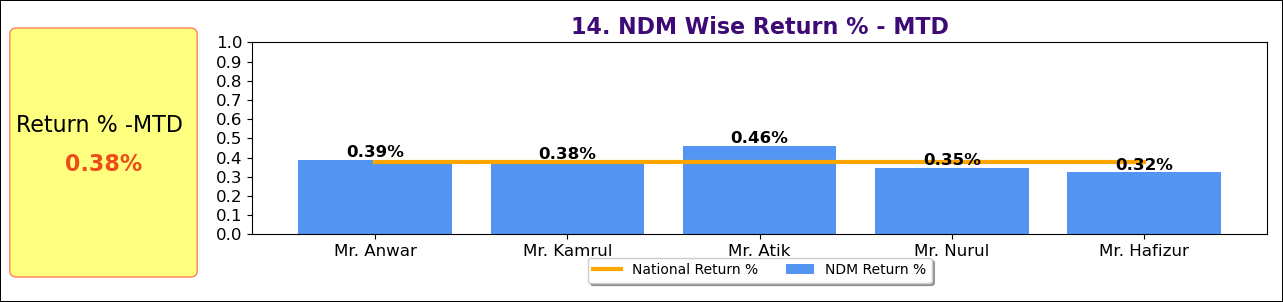 14. NDM Wise Return % - MTD
Return % -MTD
0.38%
1.0
0.9
0.8
0.7
0.6
0.5
0.4
0.3
0.2
0.1
0.0
0.39%
0.38%
0.46%
0.35%
0.32%
Mr. Anwar
Mr. Kamrul
Mr. Atik
Mr. Nurul
Mr. Hafizur
National Return %
NDM Return %